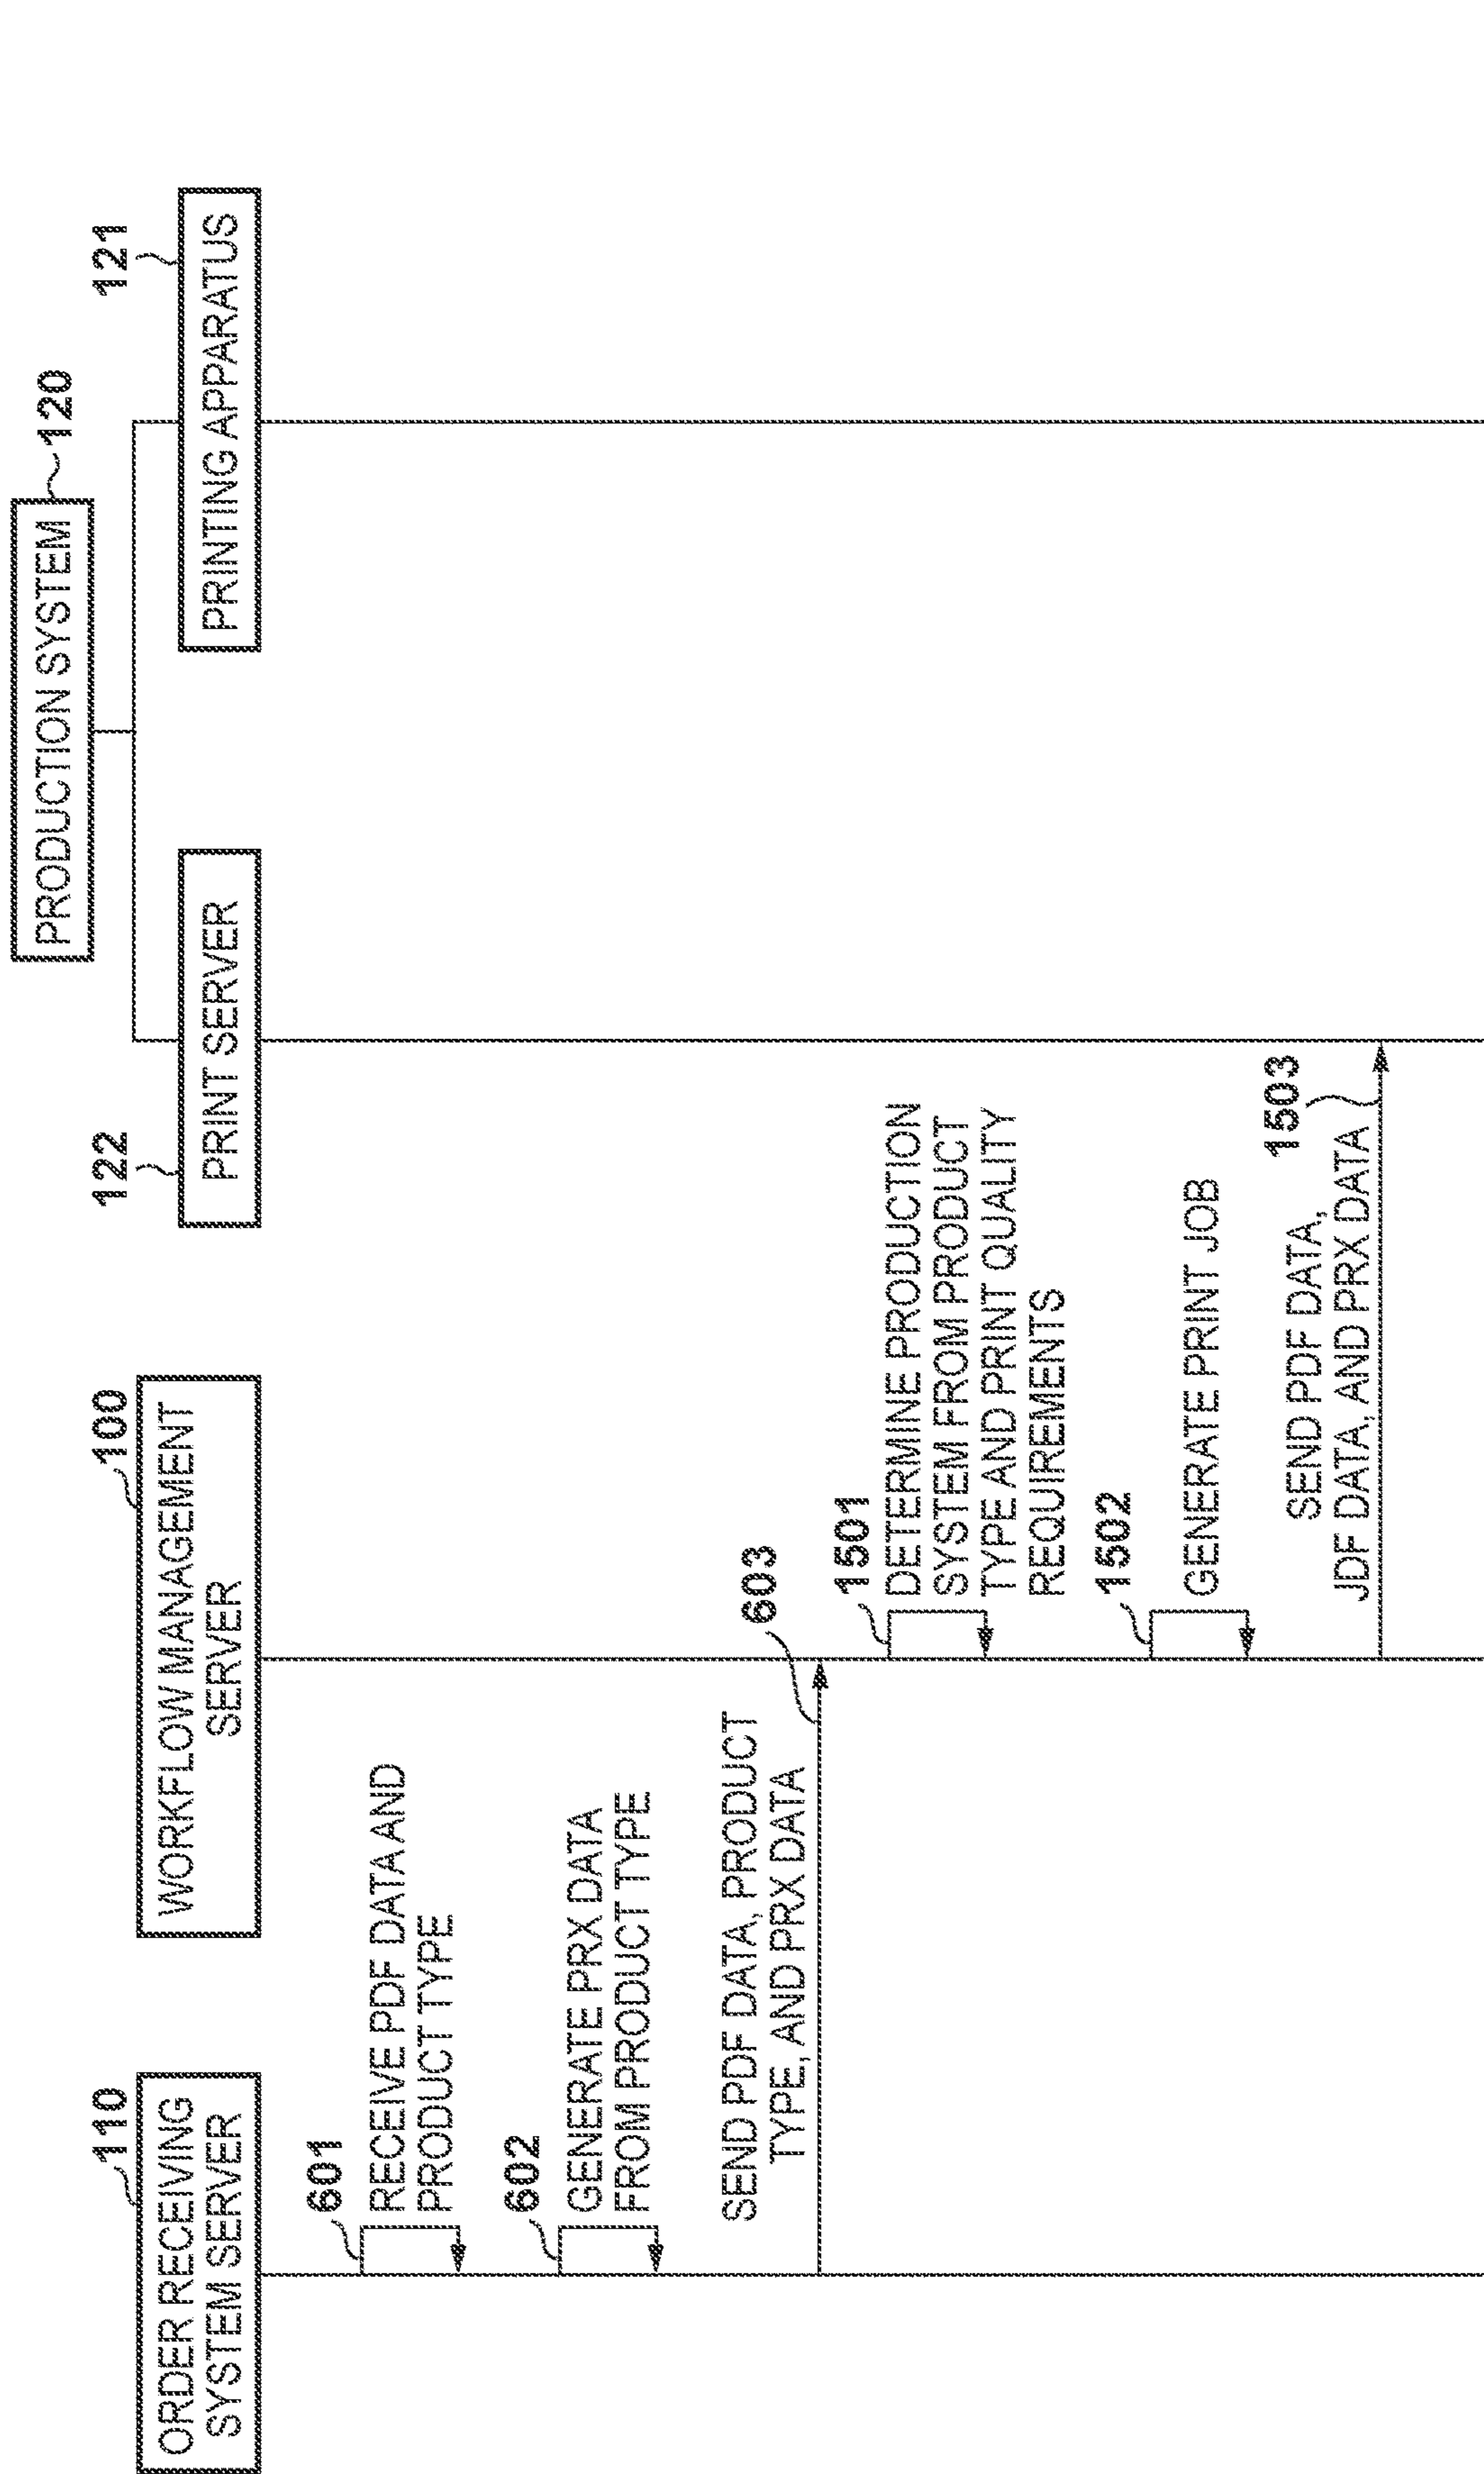 PRODUCTION SYSTEM
120
110
ORDER RECEIVING
SYSTEM SERVER
100
WORKFLOW MANAGEMENT
SERVER
122
PRINT SERVER
121
PRINTING APPARATUS
601
RECEIVE PDF DATA AND
PRODUCT TYPE
602
GENERATE PRX DATA
FROM PRODUCT TYPE
603
SEND PDF DATA, PRODUCT
TYPE, AND PRX DATA
1501
DETERMINE PRODUCTION
SYSTEM FROM PRODUCT
TYPE AND PRINT QUALITY
REQUIREMENTS
1502
GENERATE PRINT JOB
1503
SEND PDF DATA,
JDF DATA, AND PRX DATA